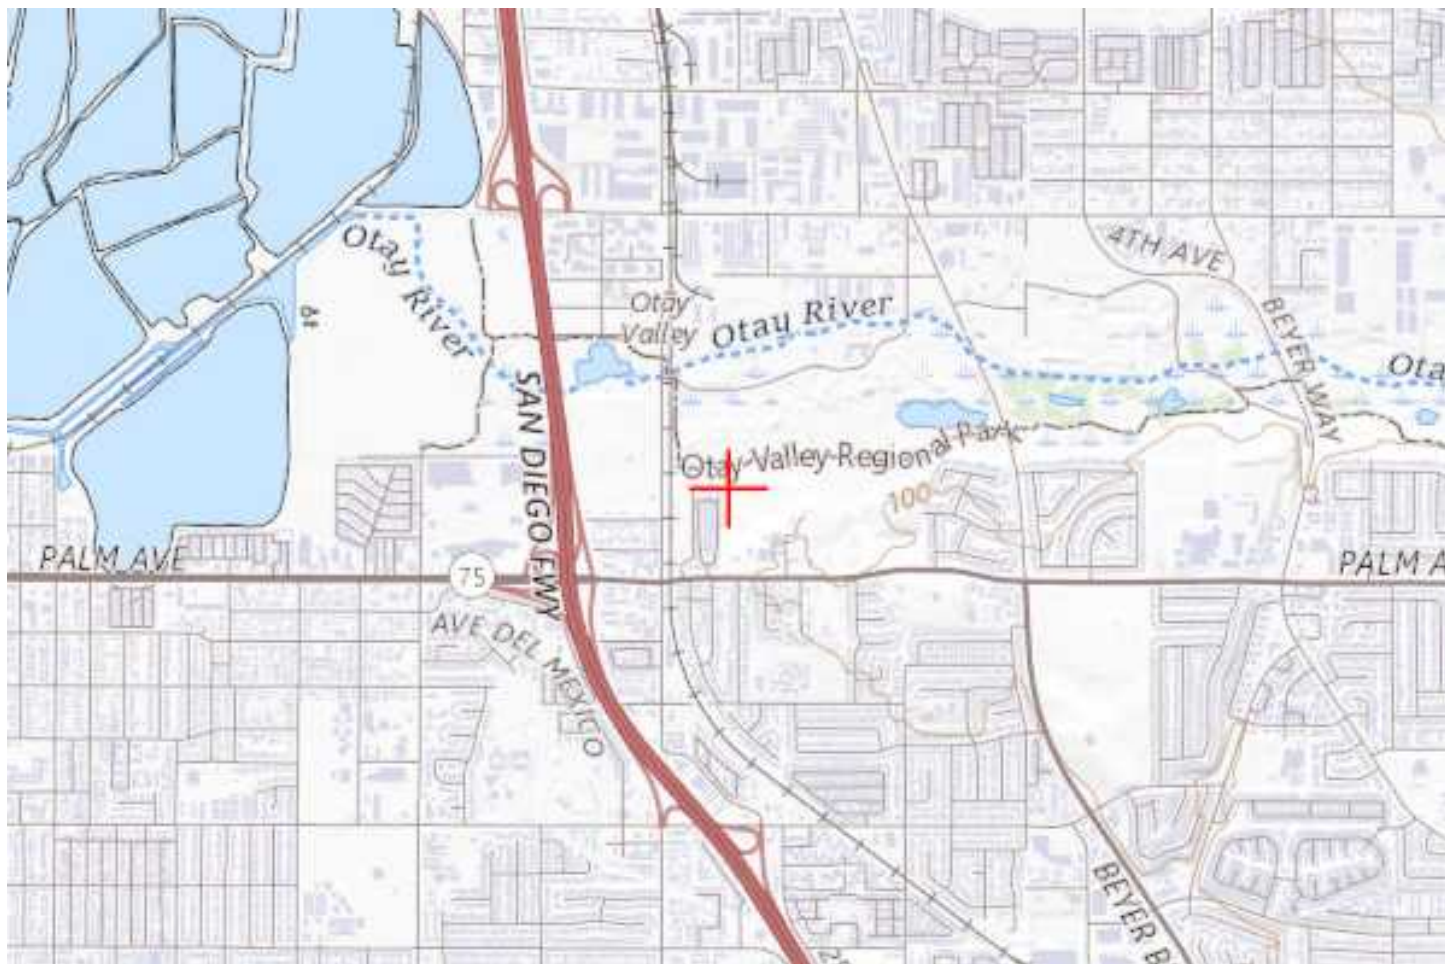 Otay River
4TH AVE
Otay
Valley
Otay River
BEYER WAY
Ota
SAN DIEGO FWY
Otay-Valley-Regional Park
100
PALM AVE
75
PALM A
AVE DEL MEXICO
BEYER B